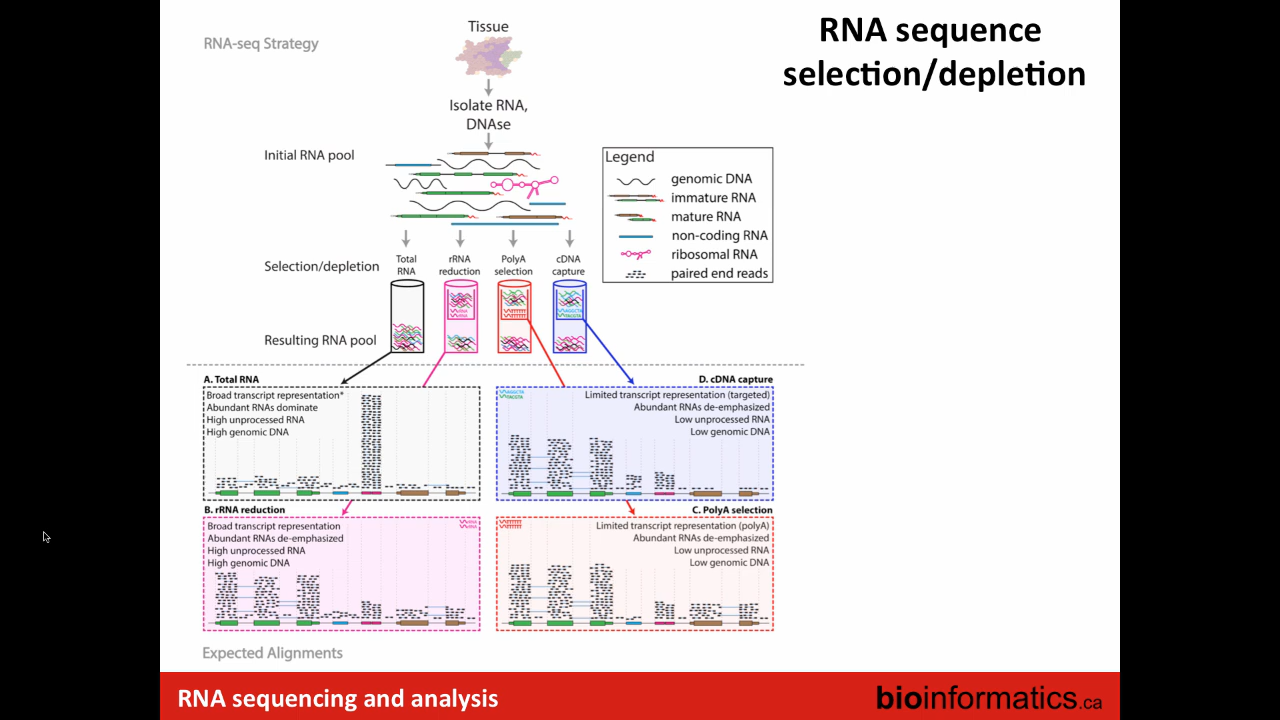 RNA sequence
selection/depletion
RNA-seq Strategy
Tissue
Isolate RNA,
DNAse
Initial RNA pool
Legend
genomic DNA
immature RNA
mature RNA
non-coding RNA
ribosomal RNA
paired end reads
Selection/depletion
Total
RNA
rRNA
reduction
PolyA
selection
cDNA
capture
Resulting RNA pool
A. Total RNA
Broad transcript representation*
Abundant RNAs dominate
High unprocessed RNA
High genomic DNA
D. cDNA capture
Limited transcript representation (targeted)
Abundant RNAs de-emphasized
Low unprocessed RNA
Low genomic DNA
B. rRNA reduction
Broad transcript representation
Abundant RNAs de-emphasized
High unprocessed RNA
High genomic DNA
C. PolyA selection
Limited transcript representation (polyA)
Abundant RNAs de-emphasized
Low unprocessed RNA
Low genomic DNA
Expected Alignments
RNA sequencing and analysis
bioinformatics.ca